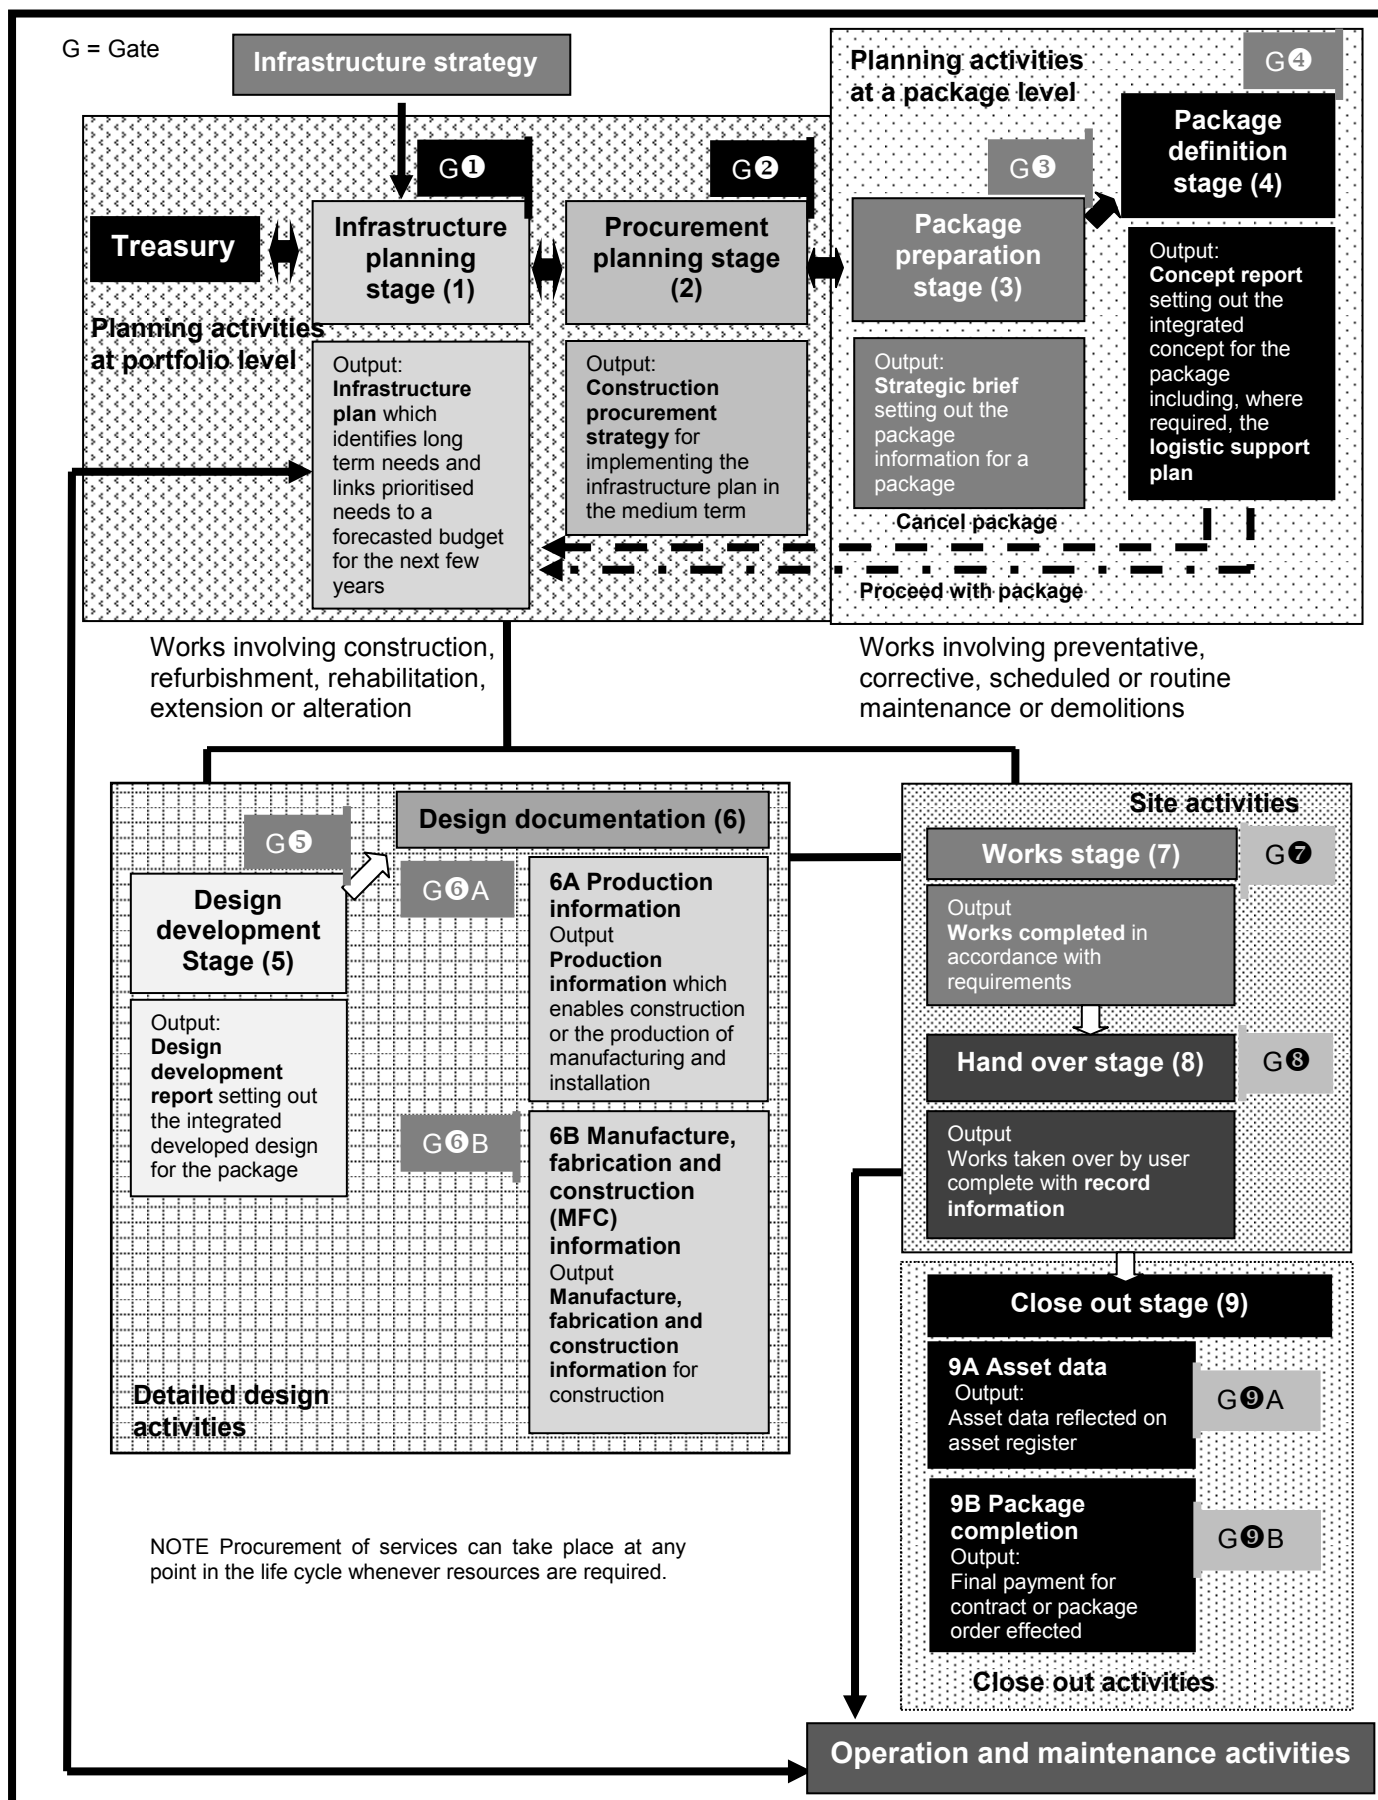 G = Gate
Infrastructure strategy
Planning activities
at a package level
G❹
Package
definition
stage (4)
G❶
G❷
G❸
Treasury
Infrastructure
planning
stage (1)
Procurement
planning stage
(2)
Package
preparation
stage (3)
Planning activities
at portfolio level
Output:
Infrastructure
plan which
identifies long
term needs and
links prioritised
needs to a
forecasted budget
for the next few
years
Output:
Construction
procurement
strategy for
implementing the
infrastructure plan in
the medium term
Output:
Strategic brief
setting out the
package
information for a
package
Output:
Concept report
setting out the
integrated
concept for the
package
including, where
required, the
logistic support
plan
Cancel package
Proceed with package
Works involving construction,
refurbishment, rehabilitation,
extension or alteration
Works involving preventative,
corrective, scheduled or routine
maintenance or demolitions
G❺
Design documentation (6)
Design
development
Stage (5)
Output:
Design
development
report setting out
the integrated
developed design
for the package
G❻A
6A Production
information
Output
Production
information which
enables construction
or the production of
manufacturing and
installation
G❻B
6B Manufacture,
fabrication and
construction
(MFC)
information
Output
Manufacture,
fabrication and
construction
information for
construction
Detailed design
activities
Site activities
Works stage (7)
G❼
Output
Works completed in
accordance with
requirements
Hand over stage (8)
G❽
Output
Works taken over by user
complete with record
information
Close out stage (9)
9A Asset data
Output:
Asset data reflected on
asset register
G❾A
9B Package
completion
Output:
Final payment for
contract or package
order effected
G❾B
Close out activities
NOTE Procurement of services can take place at any
point in the life cycle whenever resources are required.
Operation and maintenance activities